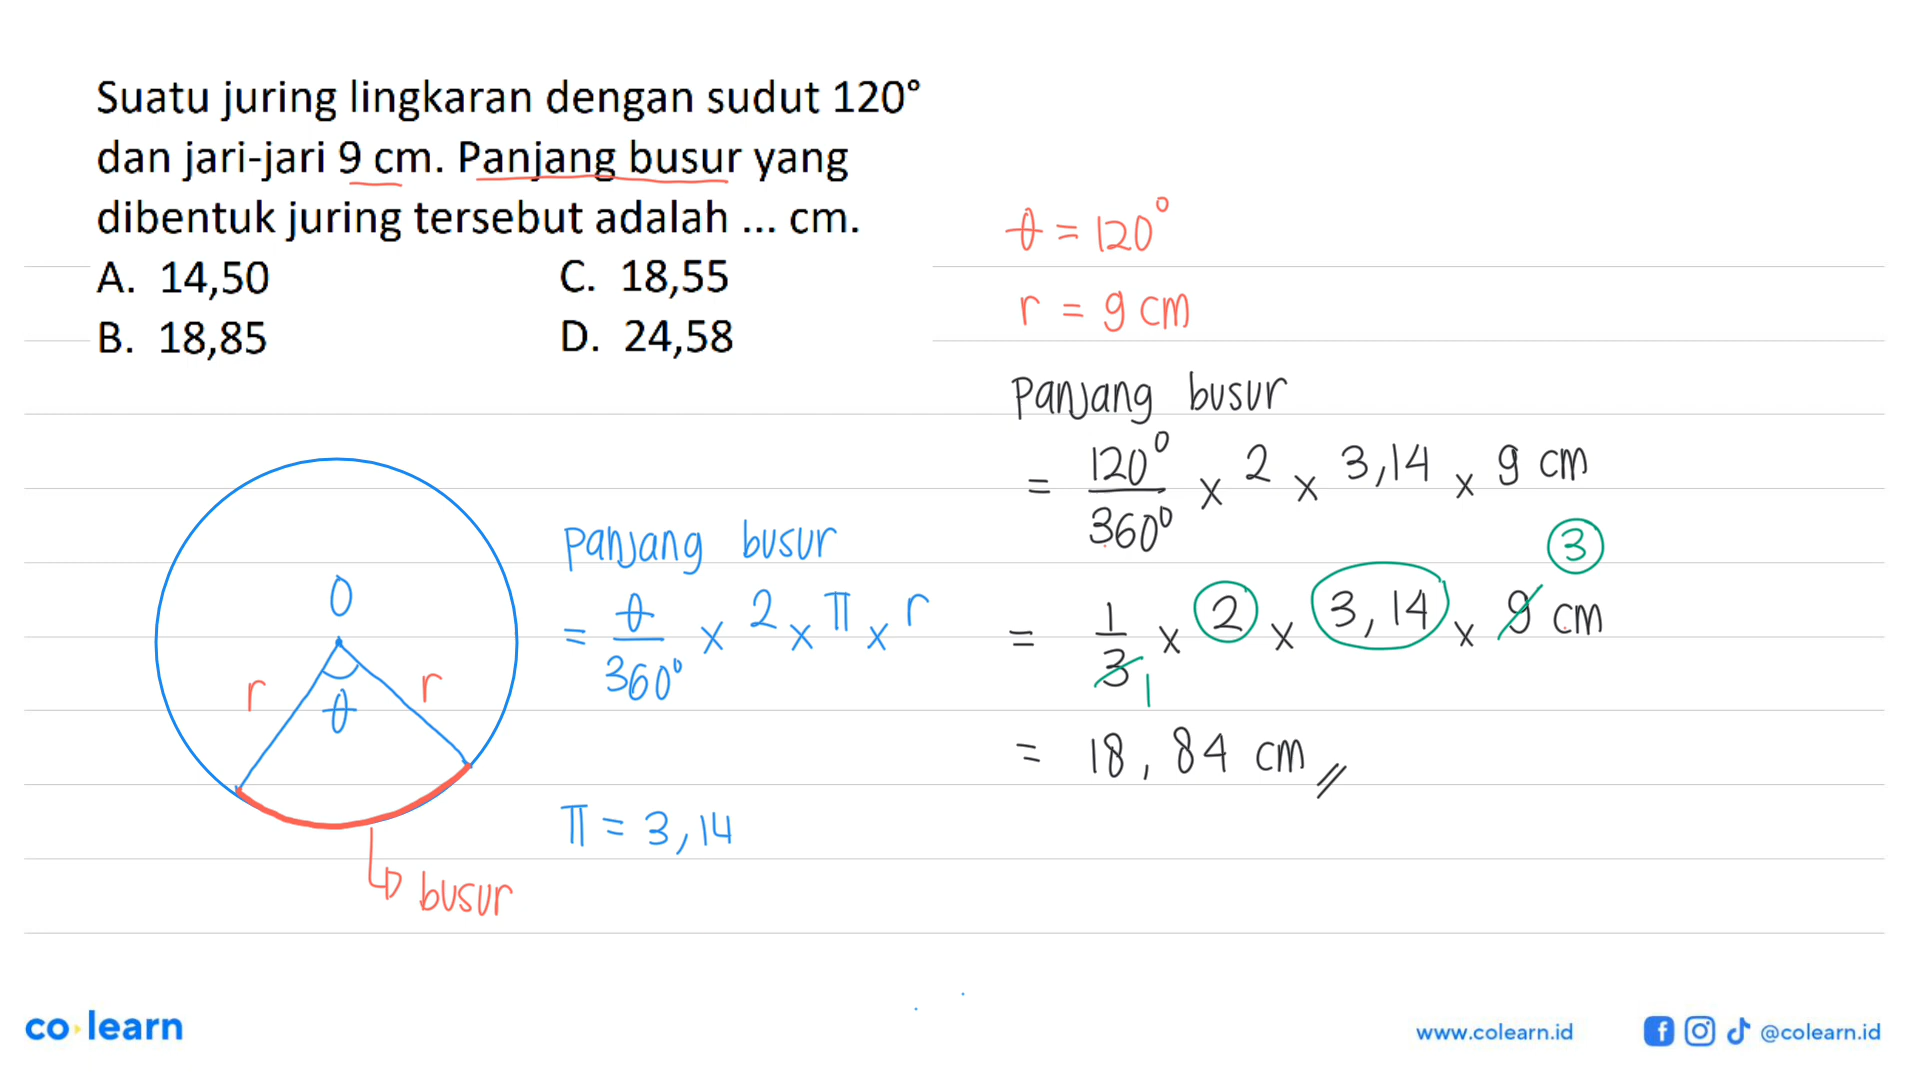 Suatu juring lingkaran dengan sudut 120°
dan jari-jari 9 cm. Panjang busur yang
dibentuk juring tersebut adalah ... cm.
A. 14,50
C. 18,55
B. 18,85
D. 24,58
θ = 120°
r = 9 cm
Panjang busur
= 120°/360° × 2 × 3,14 × 9 cm
3
= 1/3 × 2 × 3,14 × 9 cm
1
= 18,84 cm //
O
r
r
θ
busur
Panjang busur
= θ/360° × 2 × π × r
π = 3,14
co learn
www.colearn.id
@colearn.id